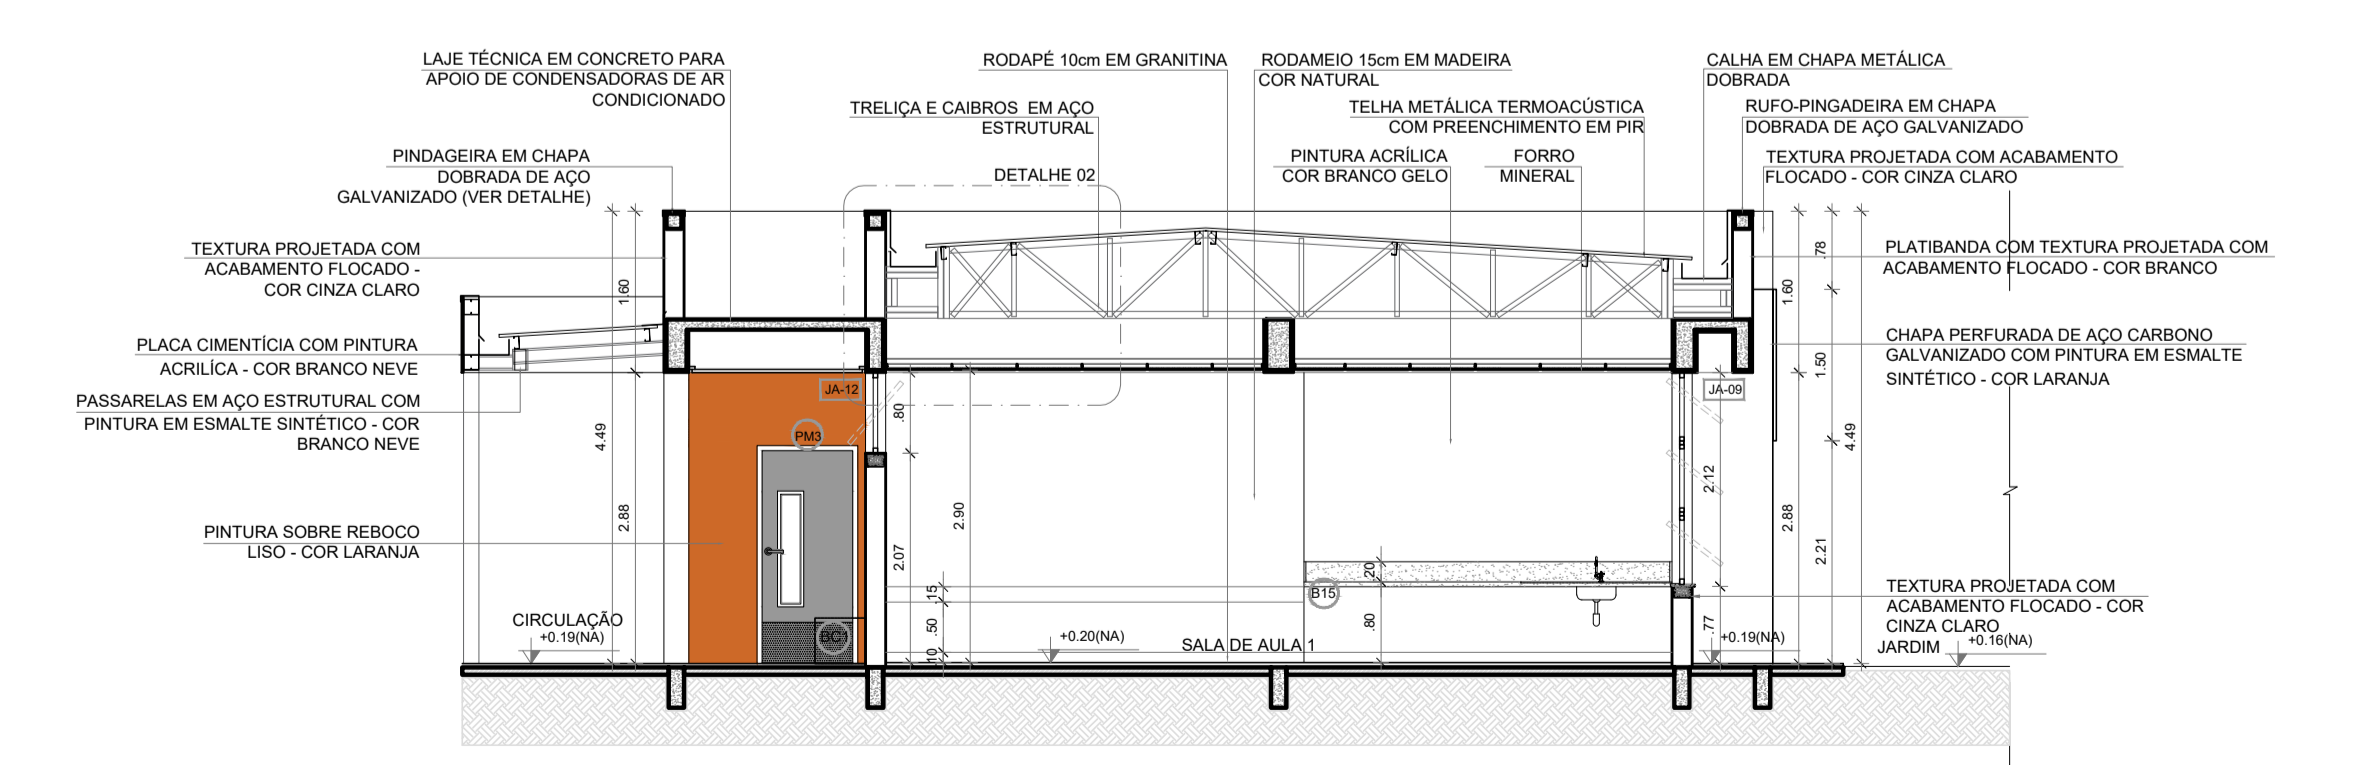 LAJE TÉCNICA EM CONCRETO PARA
APOIO DE CONDENSADORAS DE AR
CONDICIONADO
RODAPÉ 10cm EM GRANITINA
RODAMEIO 15cm EM MADEIRA
COR NATURAL
CALHA EM CHAPA METÁLICA
DOBRADA
TRELIÇA E CAIBROS EM AÇO
ESTRUTURAL
TELHA METÁLICA TERMOACÚSTICA
COM PREENCHIMENTO EM PIR
RUFO-PINGADEIRA EM CHAPA
DOBRADA DE AÇO GALVANIZADO
PINDAGEIRA EM CHAPA
DOBRADA DE AÇO
GALVANIZADO (VER DETALHE)
DETALHE 02
PINTURA ACRÍLICA
COR BRANCO GELO
FORRO
MINERAL
TEXTURA PROJETADA COM ACABAMENTO
FLOCADO - COR CINZA CLARO
TEXTURA PROJETADA COM
ACABAMENTO FLOCADO -
COR CINZA CLARO
PLATIBANDA COM TEXTURA PROJETADA COM
ACABAMENTO FLOCADO - COR BRANCO
1.60
1.60
.78
PLACA CIMENTÍCIA COM PINTURA
ACRILÍCA - COR BRANCO NEVE
CHAPA PERFURADA DE AÇO CARBONO
GALVANIZADO COM PINTURA EM ESMALTE
SINTÉTICO - COR LARANJA
1.50
JA-12
JA-09
PASSARELAS EM AÇO ESTRUTURAL COM
PINTURA EM ESMALTE SINTÉTICO - COR
BRANCO NEVE
.80
PM3
4.49
4.49
2.12
2.88
2.90
2.88
PINTURA SOBRE REBOCO
LISO - COR LARANJA
2.07
2.21
.20
.15
B15
TEXTURA PROJETADA COM
ACABAMENTO FLOCADO - COR
CINZA CLARO
CIRCULAÇÃO
+0.19(NA)
BC1
.50
.10
+0.20(NA)
SALA DE AULA 1
.80
.77
+0.19(NA)
JARDIM
+0.16(NA)